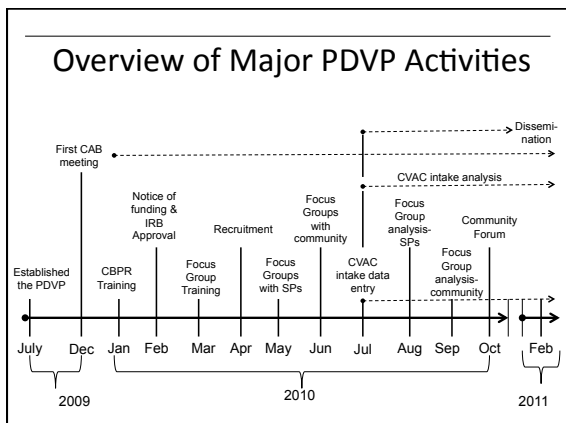 Overview of Major PDVP Activities
Dissemi-
nation
First CAB
meeting
CVAC intake analysis
Notice of
funding &
IRB
Approval
Recruitment
Focus
Groups
with
community
Focus
Group
analysis-
SPs
Community
Forum
Established
the PDVP
CBPR
Training
Focus
Group
Training
Focus
Groups
with SPs
CVAC
intake data
entry
Focus
Group
analysis-
community
July
Dec
Jan
Feb
Mar
Apr
May
Jun
Jul
Aug
Sep
Oct
Feb
2009
2010
2011